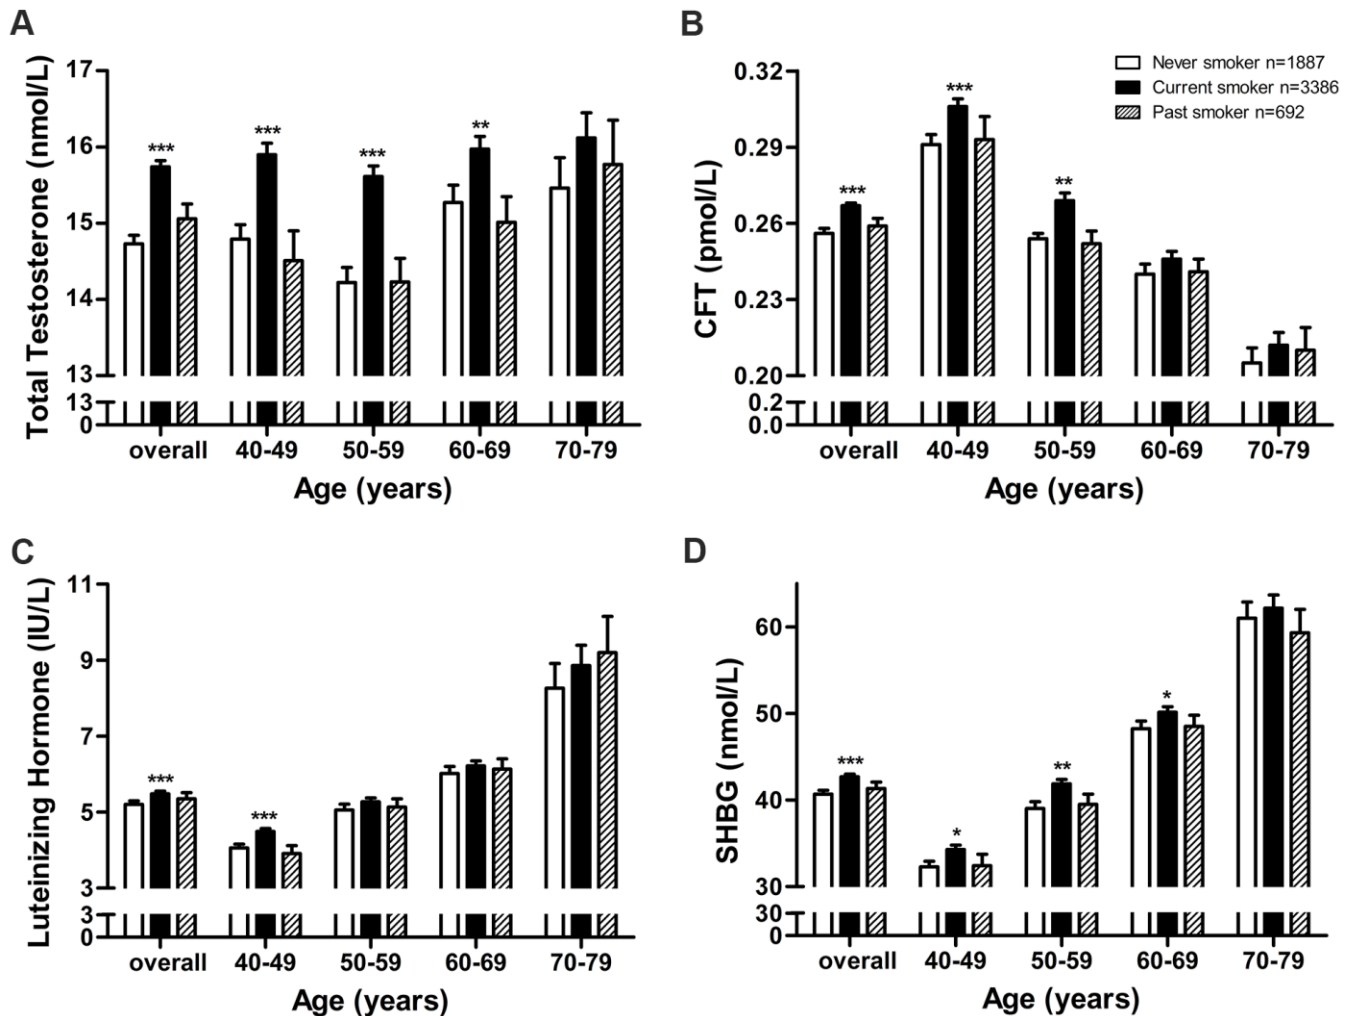 A
Total Testosterone (nmol/L)
17
16
15
14
13
13
0
***
***
***
**
overall 40-49 50-59 60-69 70-79
Age (years)
B
CFT (pmol/L)
0.32
0.29
0.26
0.23
0.20
0.2
0.0
***
***
**
Never smoker n=1887
Current smoker n=3386
Past smoker n=692
overall 40-49 50-59 60-69 70-79
Age (years)
C
Luteinizing Hormone (IU/L)
11
9
7
5
3
3
0
***
***
overall 40-49 50-59 60-69 70-79
Age (years)
D
SHBG (nmol/L)
60
50
40
30
30
0
***
*
**
*
overall 40-49 50-59 60-69 70-79
Age (years)